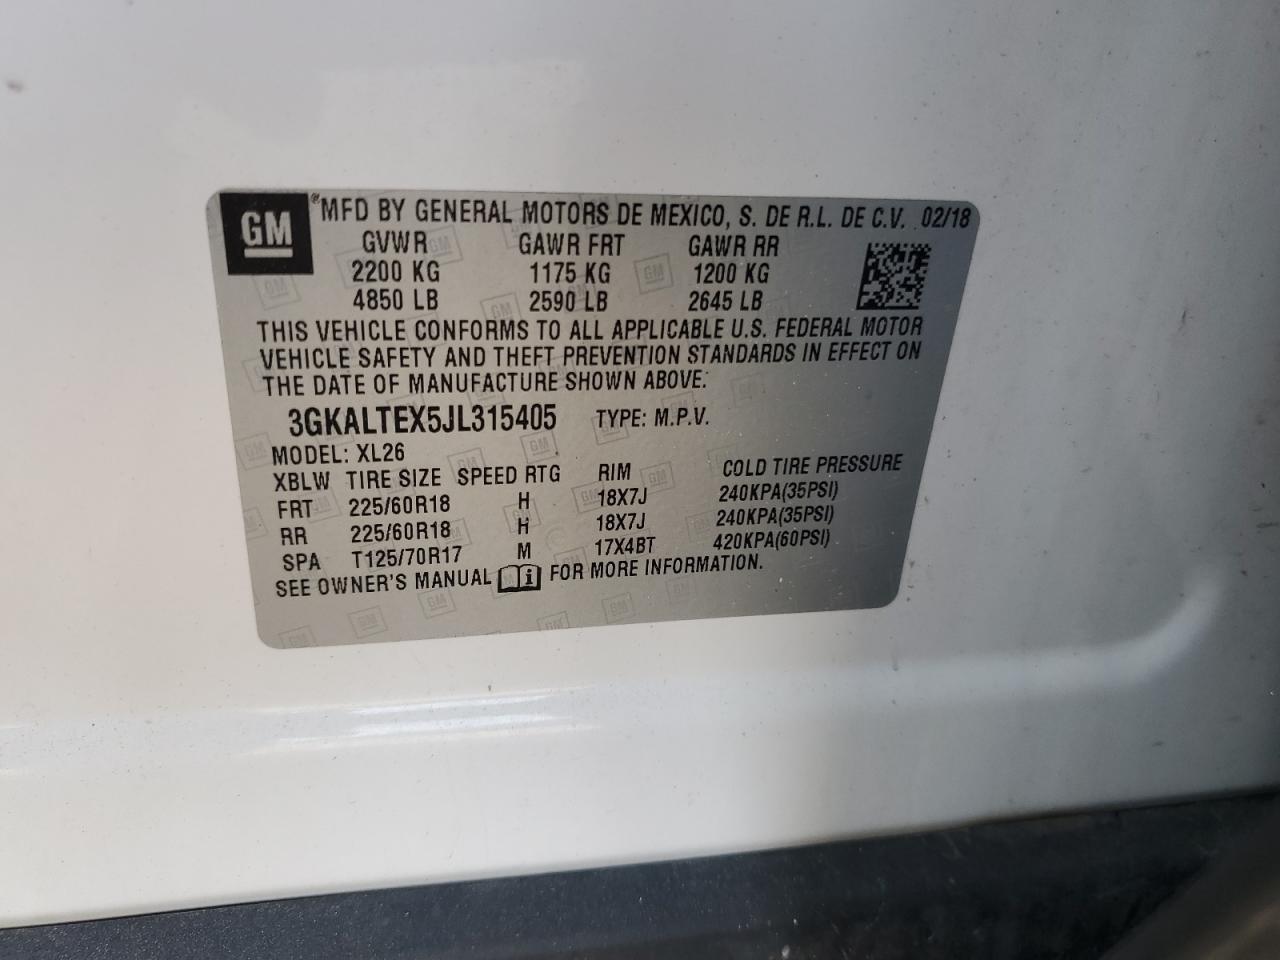 GM ®MFD BY GENERAL MOTORS DE MEXICO, S. DE R.L. DE C.V. 02/18
GVWR GAWR FRT GAWR RR
2200 KG 1175 KG 1200 KG
4850 LB 2590 LB 2645 LB
THIS VEHICLE CONFORMS TO ALL APPLICABLE U.S. FEDERAL MOTOR
VEHICLE SAFETY AND THEFT PREVENTION STANDARDS IN EFFECT ON
THE DATE OF MANUFACTURE SHOWN ABOVE.
3GKALTEX5JL315405 TYPE: M.P.V.
MODEL: XL26
XBLW TIRE SIZE SPEED RTG RIM COLD TIRE PRESSURE
FRT 225/60R18 H 18X7J 240KPA(35PSI)
RR 225/60R18 H 18X7J 240KPA(35PSI)
SPA T125/70R17 M 17X4BT 420KPA(60PSI)
SEE OWNER'S MANUAL i FOR MORE INFORMATION.